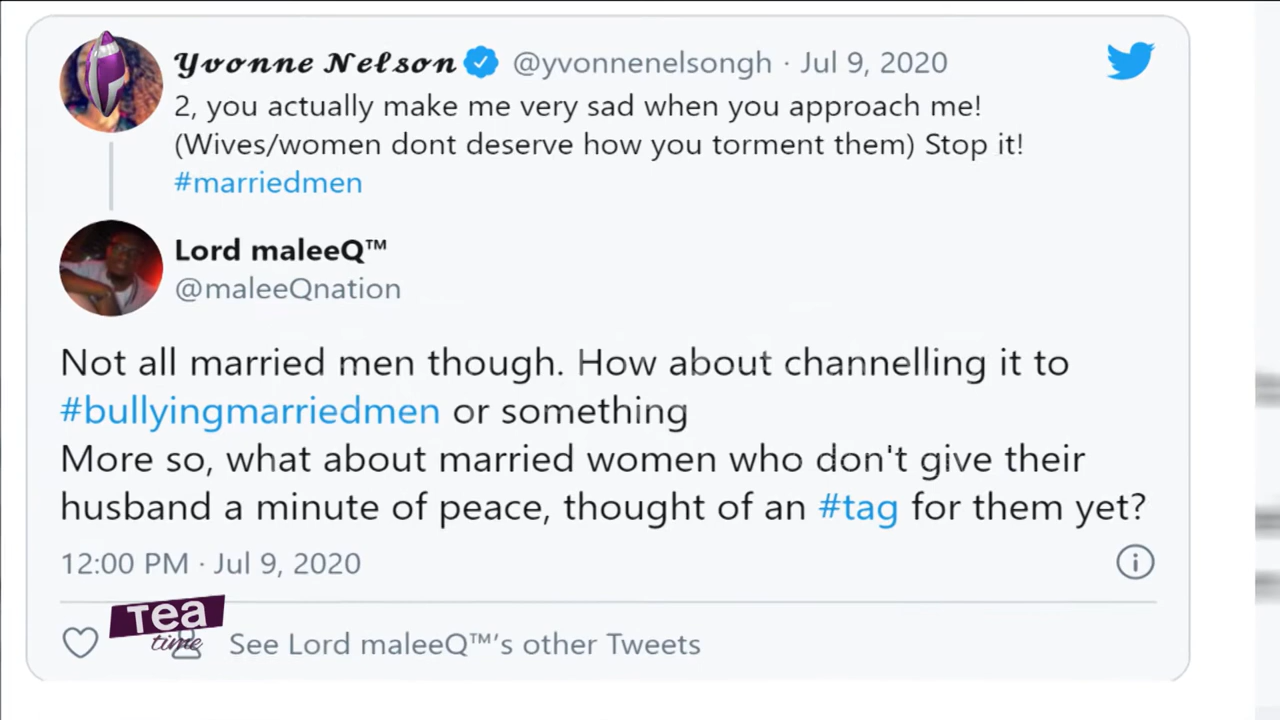 Yvonne Nelson @yvonnenelsongh · Jul 9, 2020
2, you actually make me very sad when you approach me!
(Wives/women dont deserve how you torment them) Stop it!
#marriedmen
Lord maleeQ™
@maleeQnation
Not all married men though. How about channelling it to
#bullyingmarriedmen or something
More so, what about married women who don't give their
husband a minute of peace, thought of an #tag for them yet?
12:00 PM · Jul 9, 2020
Tea
time
See Lord maleeQ™'s other Tweets